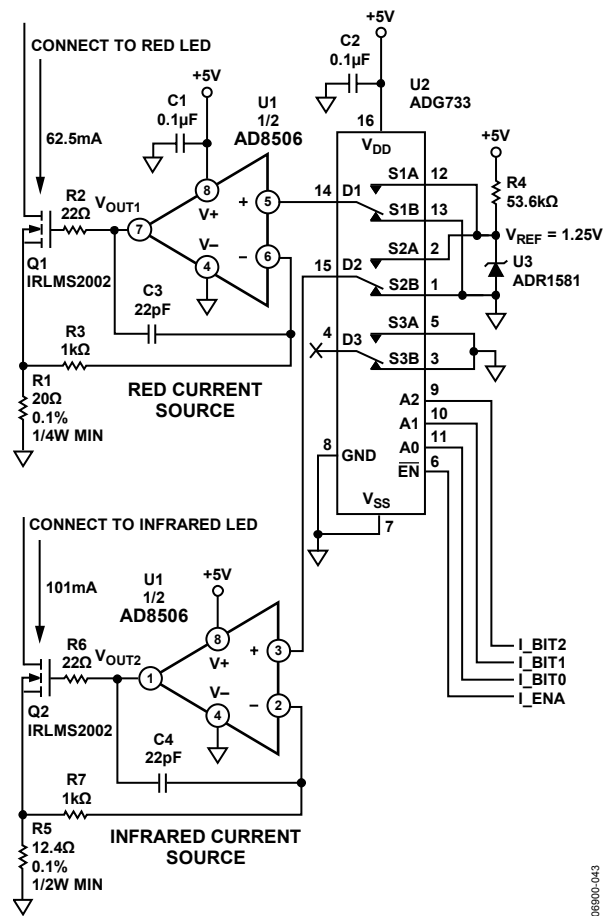 CONNECT TO RED LED
62.5mA
+5V
C1
0.1µF
U1
1/2
AD8506
R2
22Ω
VOUT1
7
8
V+
V–
4
+
5
–
6
Q1
IRLMS2002
C3
22pF
R3
1kΩ
R1
20Ω
0.1%
1/4W MIN
RED CURRENT
SOURCE
+5V
C2
0.1µF
U2
ADG733
16
VDD
14
D1
S1A
12
S1B
13
S2A
2
15
D2
S2B
1
S3A
5
4
D3
S3B
3
A2
9
A1
10
A0
11
EN
6
8
GND
VSS
7
+5V
R4
53.6kΩ
VREF = 1.25V
U3
ADR1581
CONNECT TO INFRARED LED
101mA
U1
1/2
AD8506
+5V
R6
22Ω
VOUT2
1
8
V+
V–
4
+
3
–
2
Q2
IRLMS2002
C4
22pF
R7
1kΩ
R5
12.4Ω
0.1%
1/2W MIN
INFRARED CURRENT
SOURCE
I_BIT2
I_BIT1
I_BIT0
I_ENA
06900-043